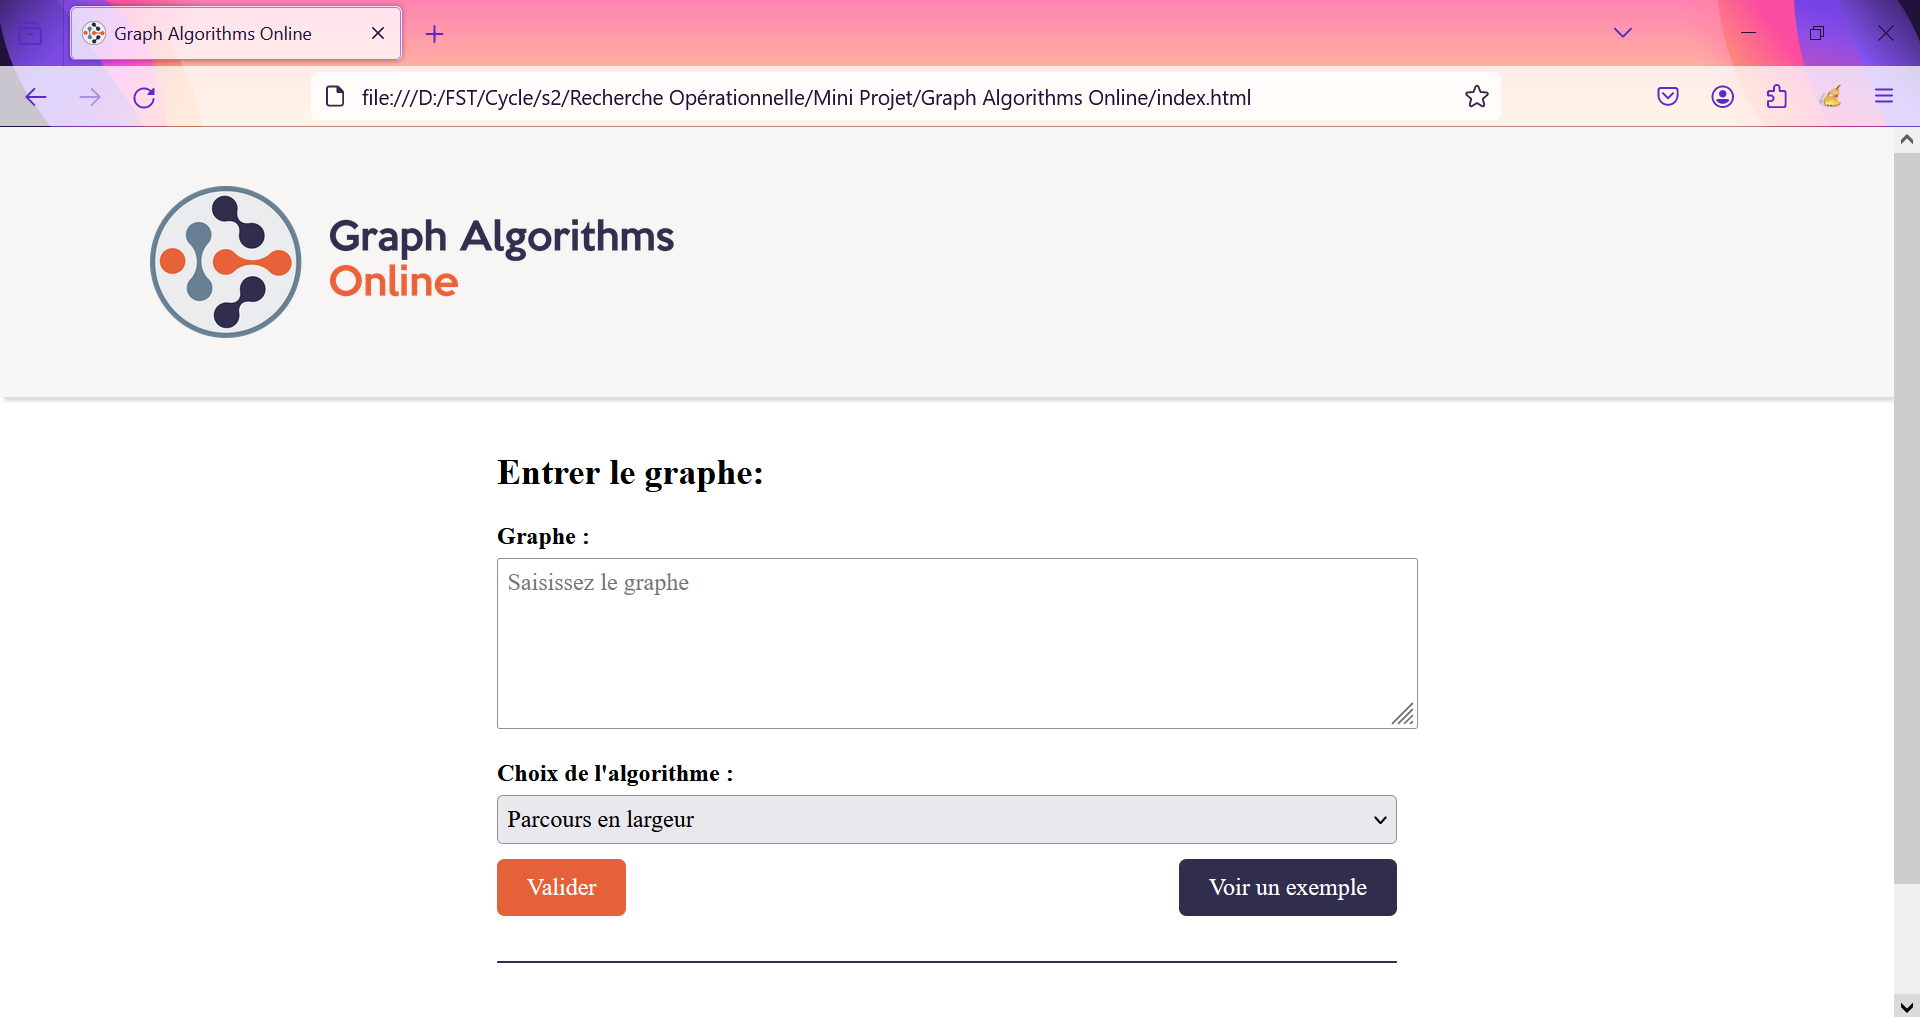 Graph Algorithms Online
file:///D:/FST/Cycle/s2/Recherche Opérationnelle/Mini Projet/Graph Algorithms Online/index.html
Graph Algorithms
Online
Entrer le graphe:
Graphe :
Saisissez le graphe
Choix de l'algorithme :
Parcours en largeur
Valider
Voir un exemple